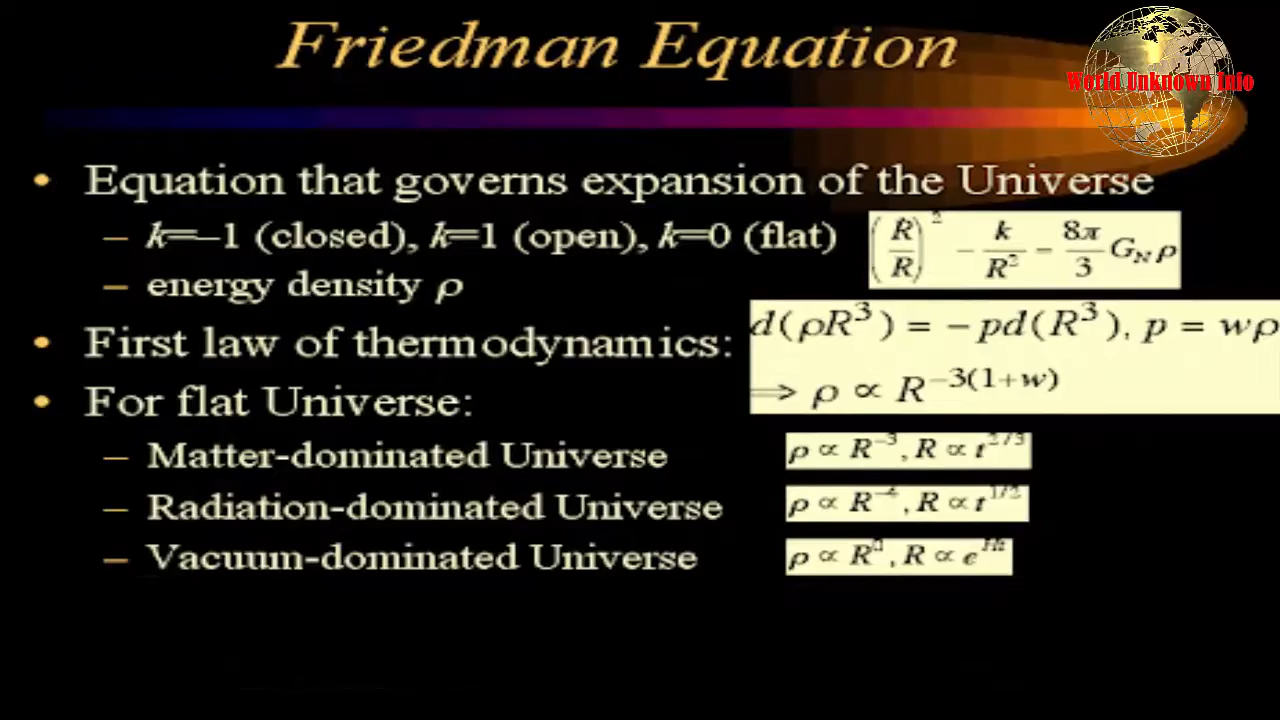 Friedman Equation
World Unknown Info
• Equation that governs expansion of the Universe
– k=–1 (closed), k=1 (open), k=0 (flat)
(Ṙ/R)² – k/R² – 8π/3 G_N ρ
– energy density ρ
• First law of thermodynamics:
d(ρR³) = –pd(R³), p = wρ
⟹ ρ ∝ R^–3(1+w)
• For flat Universe:
– Matter-dominated Universe
ρ ∝ R^–3, R ∝ t^2/3
– Radiation-dominated Universe
ρ ∝ R^–4, R ∝ t^1/2
– Vacuum-dominated Universe
ρ ∝ R^0, R ∝ e^Ht